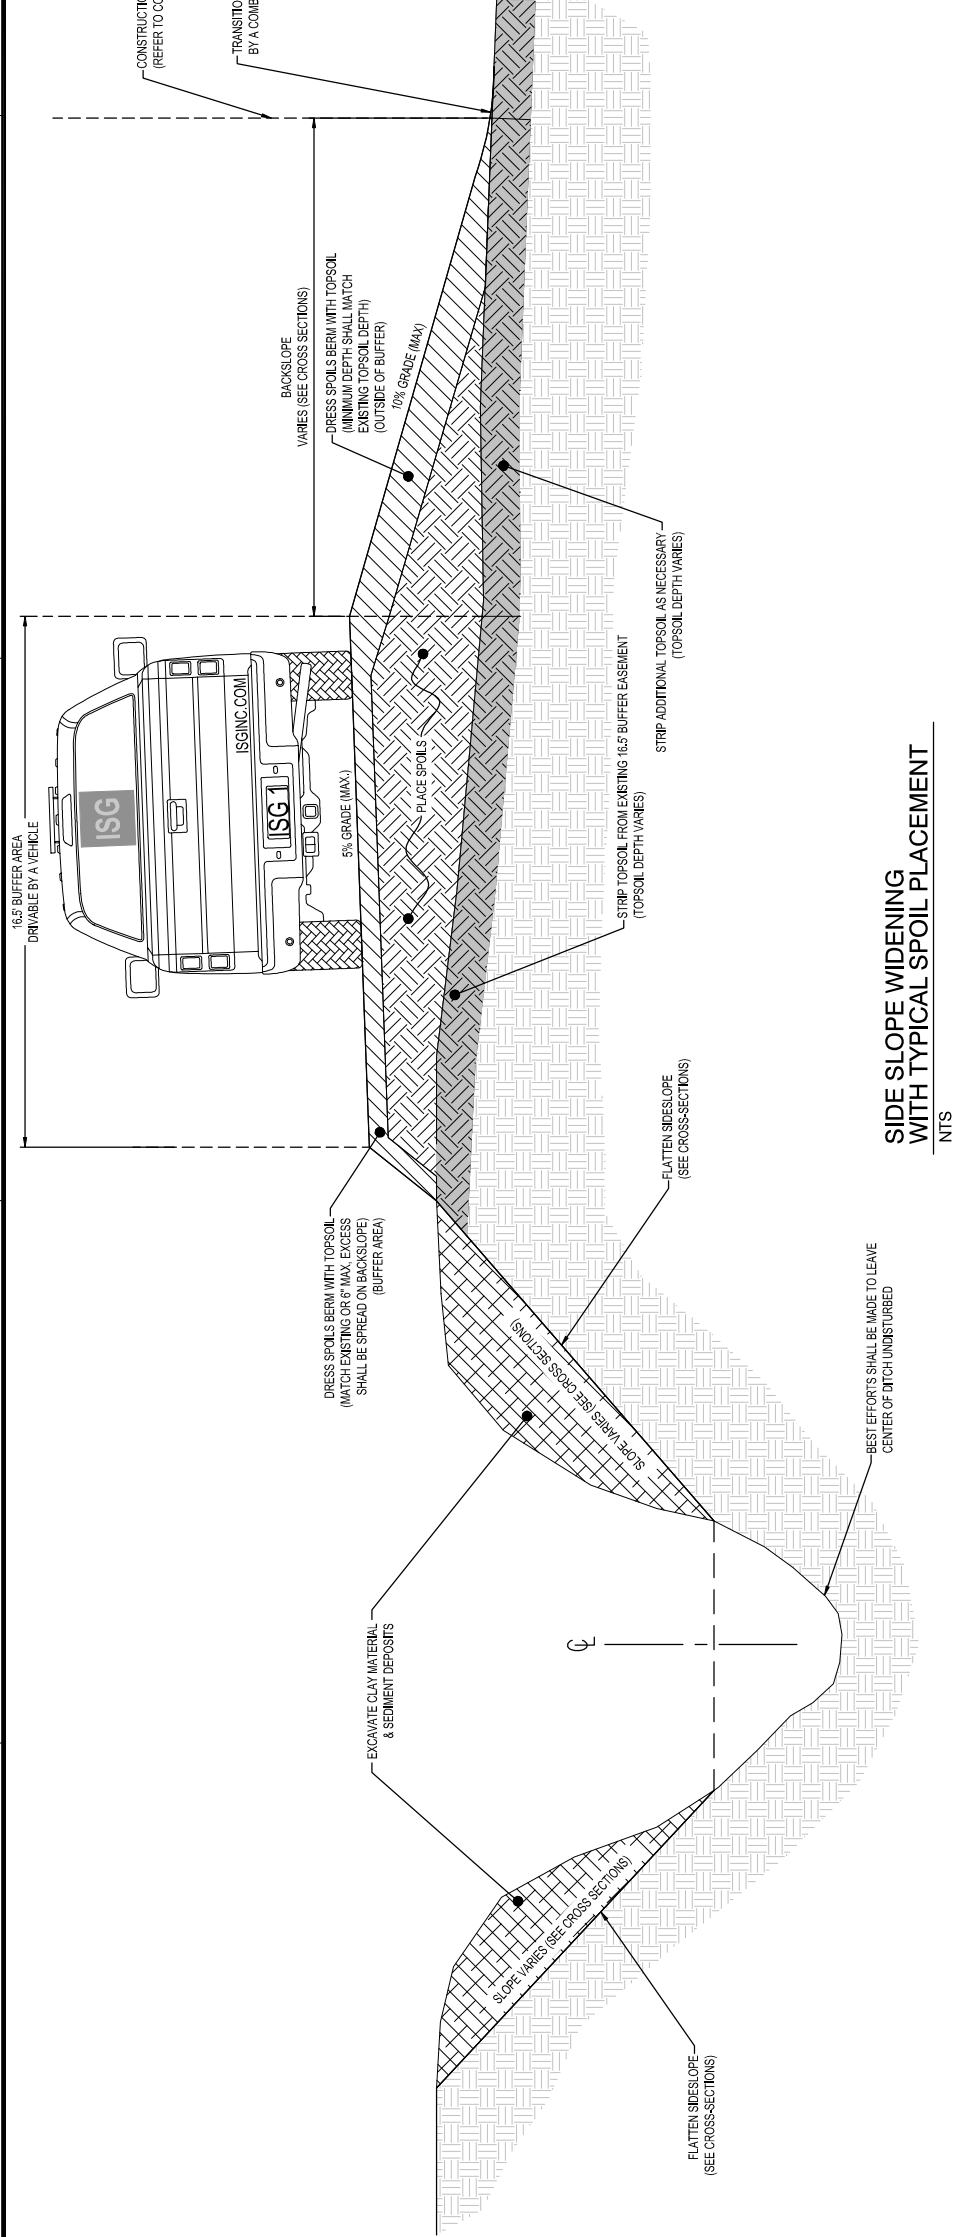 16.5' BUFFER AREA
DRIVABLE BY A VEHICLE
ISG
ISGINC.COM
ISG 1
5% GRADE (MAX.)
BACKSLOPE
VARIES (SEE CROSS SECTIONS)
DRESS SPOILS BERM WITH TOPSOIL
(MINIMUM DEPTH SHALL MATCH
EXISTING TOPSOIL DEPTH)
(OUTSIDE OF BUFFER)
10% GRADE (MAX)
(REFER TO
BY A
DRESS SPOILS BERM WITH TOPSOIL
(MATCH EXISTING OR 6" MAX, EXCESS
SHALL BE SPREAD ON BACKSLOPE)
(BUFFER AREA)
PLACE SPOILS
EXCAVATE CLAY MATERIAL
& SEDIMENT DEPOSITS
SLOPE VARIES (SEE CROSS SECTIONS)
SLOPE VARIES (SEE CROSS SECTIONS)
CL
FLATTEN SIDESLOPE
(SEE CROSS-SECTIONS)
FLATTEN SIDESLOPE
(SEE CROSS-SECTIONS)
STRIP TOPSOIL FROM EXISTING 16.5' BUFFER EASEMENT
(TOPSOIL DEPTH VARIES)
STRIP ADDITIONAL TOPSOIL AS NECESSARY
(TOPSOIL DEPTH VARIES)
BEST EFFORTS SHALL BE MADE TO LEAVE
CENTER OF DITCH UNDISTURBED
SIDE SLOPE WIDENING
WITH TYPICAL SPOIL PLACEMENT
NTS